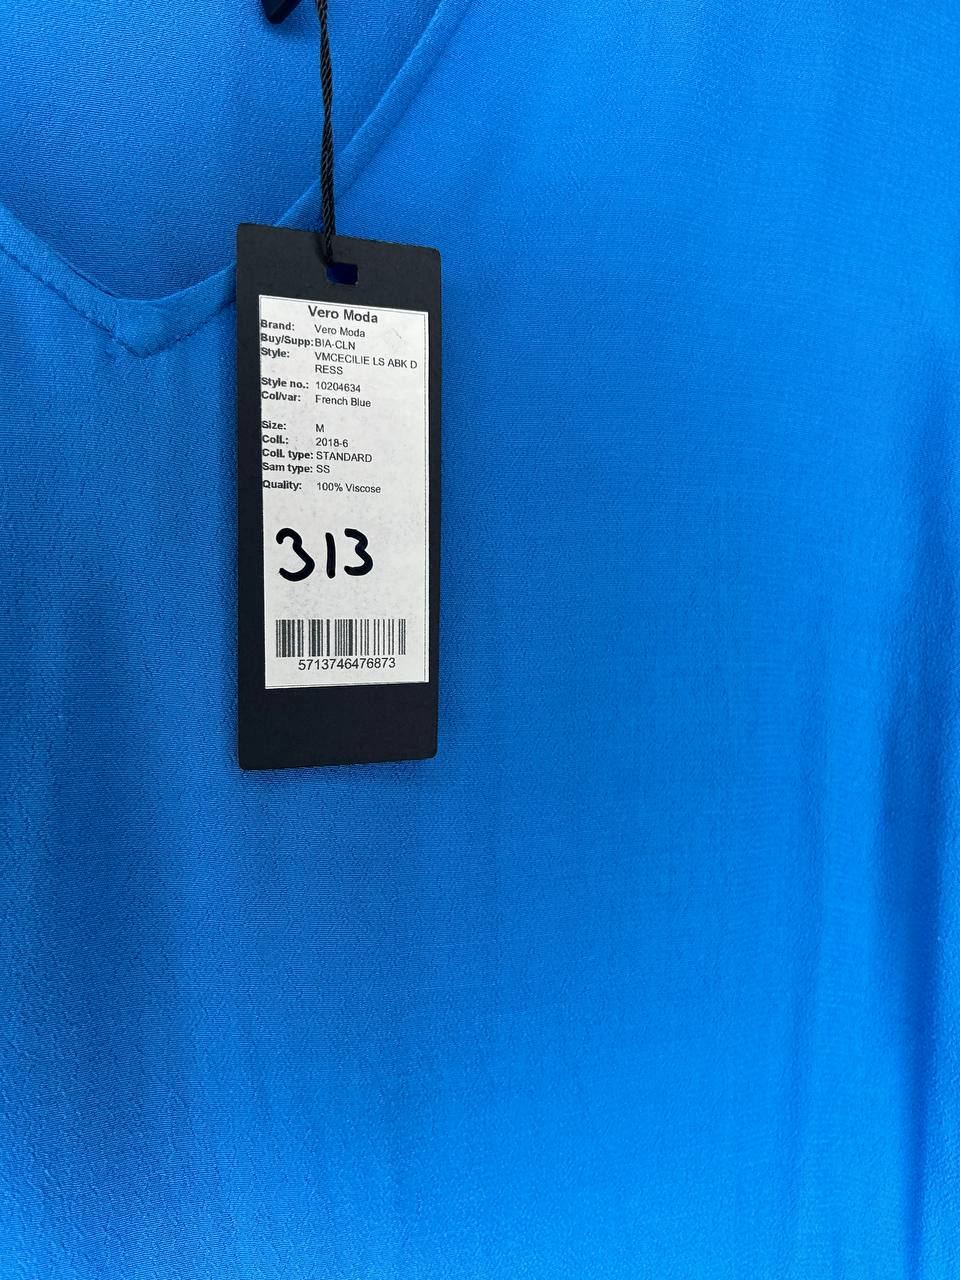 Vero Moda
Brand: Vero Moda
Buy/Supp: BIA-CLN
Style: VMCECILIE LS ABK D
RESS
Style no.: 10204634
Col/var: French Blue
Size: M
Coll.: 2018-6
Coll. type: STANDARD
Sam type: SS
Quality: 100% Viscose
313
5713746476873